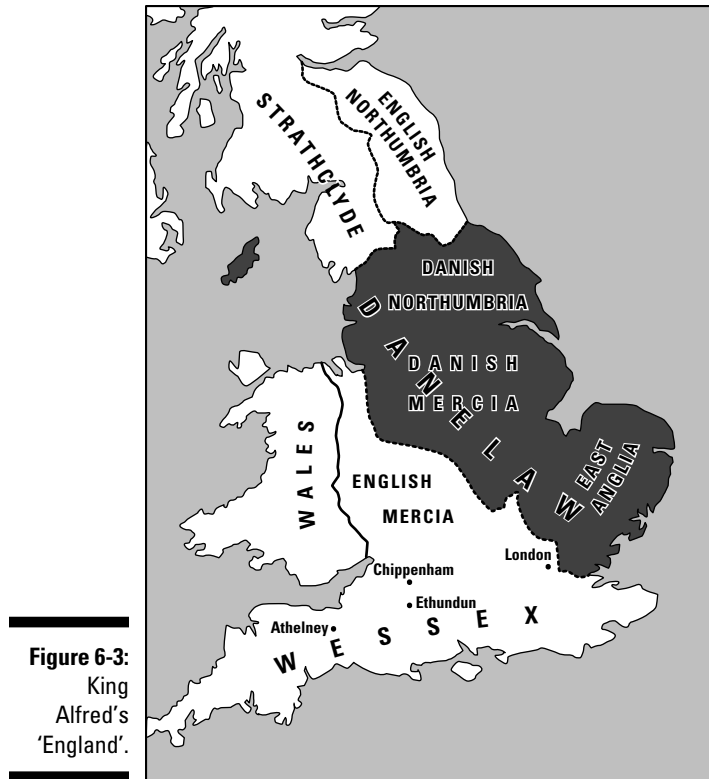 STRATHCLYDE
ENGLISH
NORTHUMBRIA
DANISH
NORTHUMBRIA
DANELAW
DANISH
MERCIA
EAST
ANGLIA
WALES
ENGLISH
MERCIA
London
Chippenham
Ethundun
Athelney
WESSEX
Figure 6-3:
King
Alfred’s
‘England’.